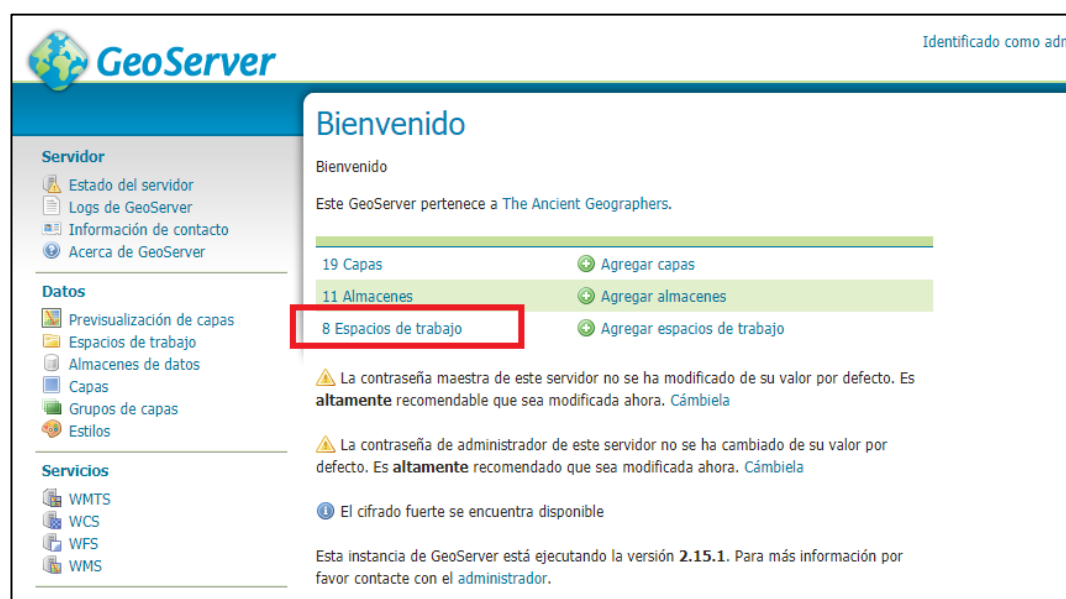 GeoServer
Identificado como adm
Bienvenido
Servidor
Estado del servidor
Logs de GeoServer
Información de contacto
Acerca de GeoServer
Datos
Previsualización de capas
Espacios de trabajo
Almacenes de datos
Capas
Grupos de capas
Estilos
Servicios
WMTS
WCS
WFS
WMS
Bienvenido
Este GeoServer pertenece a The Ancient Geographers.
19 Capas Agregar capas
11 Almacenes Agregar almacenes
8 Espacios de trabajo Agregar espacios de trabajo
La contraseña maestra de este servidor no se ha modificado de su valor por defecto. Es
altamente recomendable que sea modificada ahora. Cámbiela
La contraseña de administrador de este servidor no se ha cambiado de su valor por
defecto. Es altamente recomendado que sea modificada ahora. Cámbiela
El cifrado fuerte se encuentra disponible
Esta instancia de GeoServer está ejecutando la versión 2.15.1. Para más información por
favor contacte con el administrador.